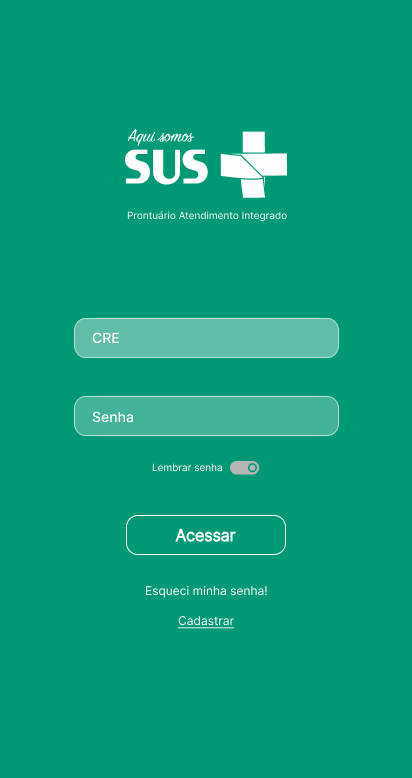 Aqui somos
SUS
Prontuário Atendimento Integrado
CRE
Senha
Lembrar senha
Acessar
Esqueci minha senha!
Cadastrar